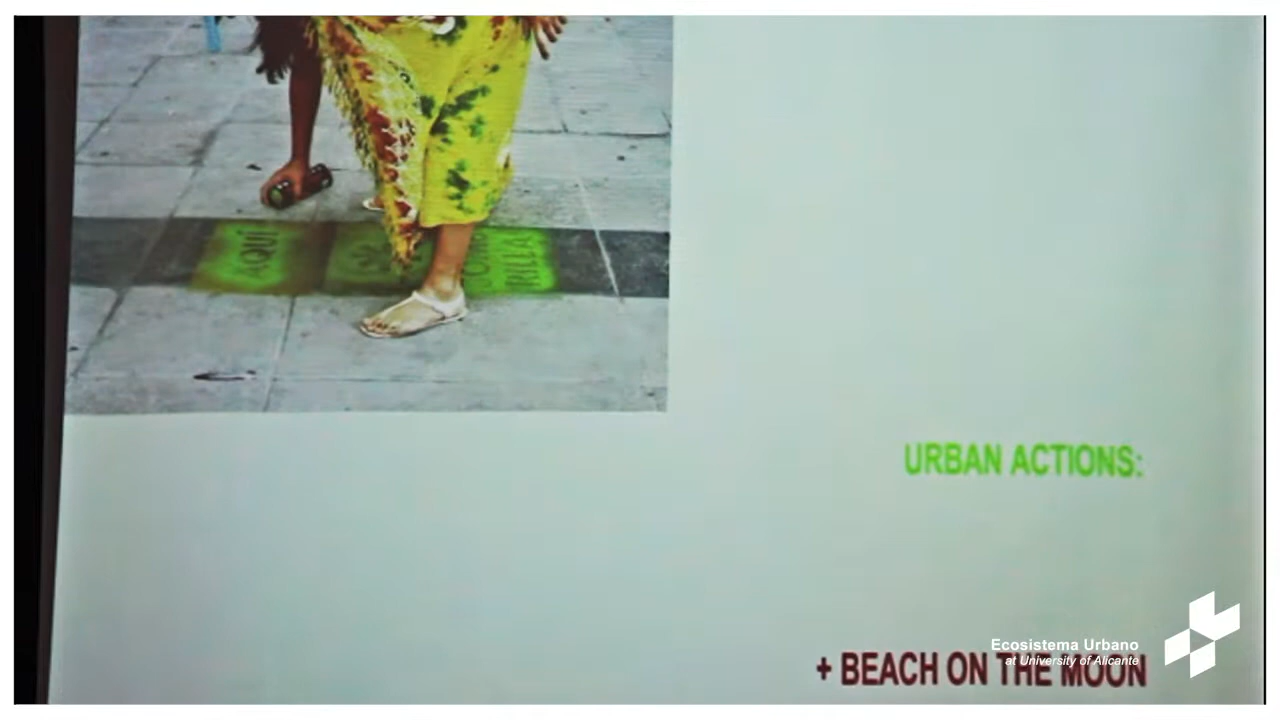 AQUÍ
URBAN ACTIONS:
+ BEACH ON THE MOON
Ecosistema Urbano
at University of Alicante